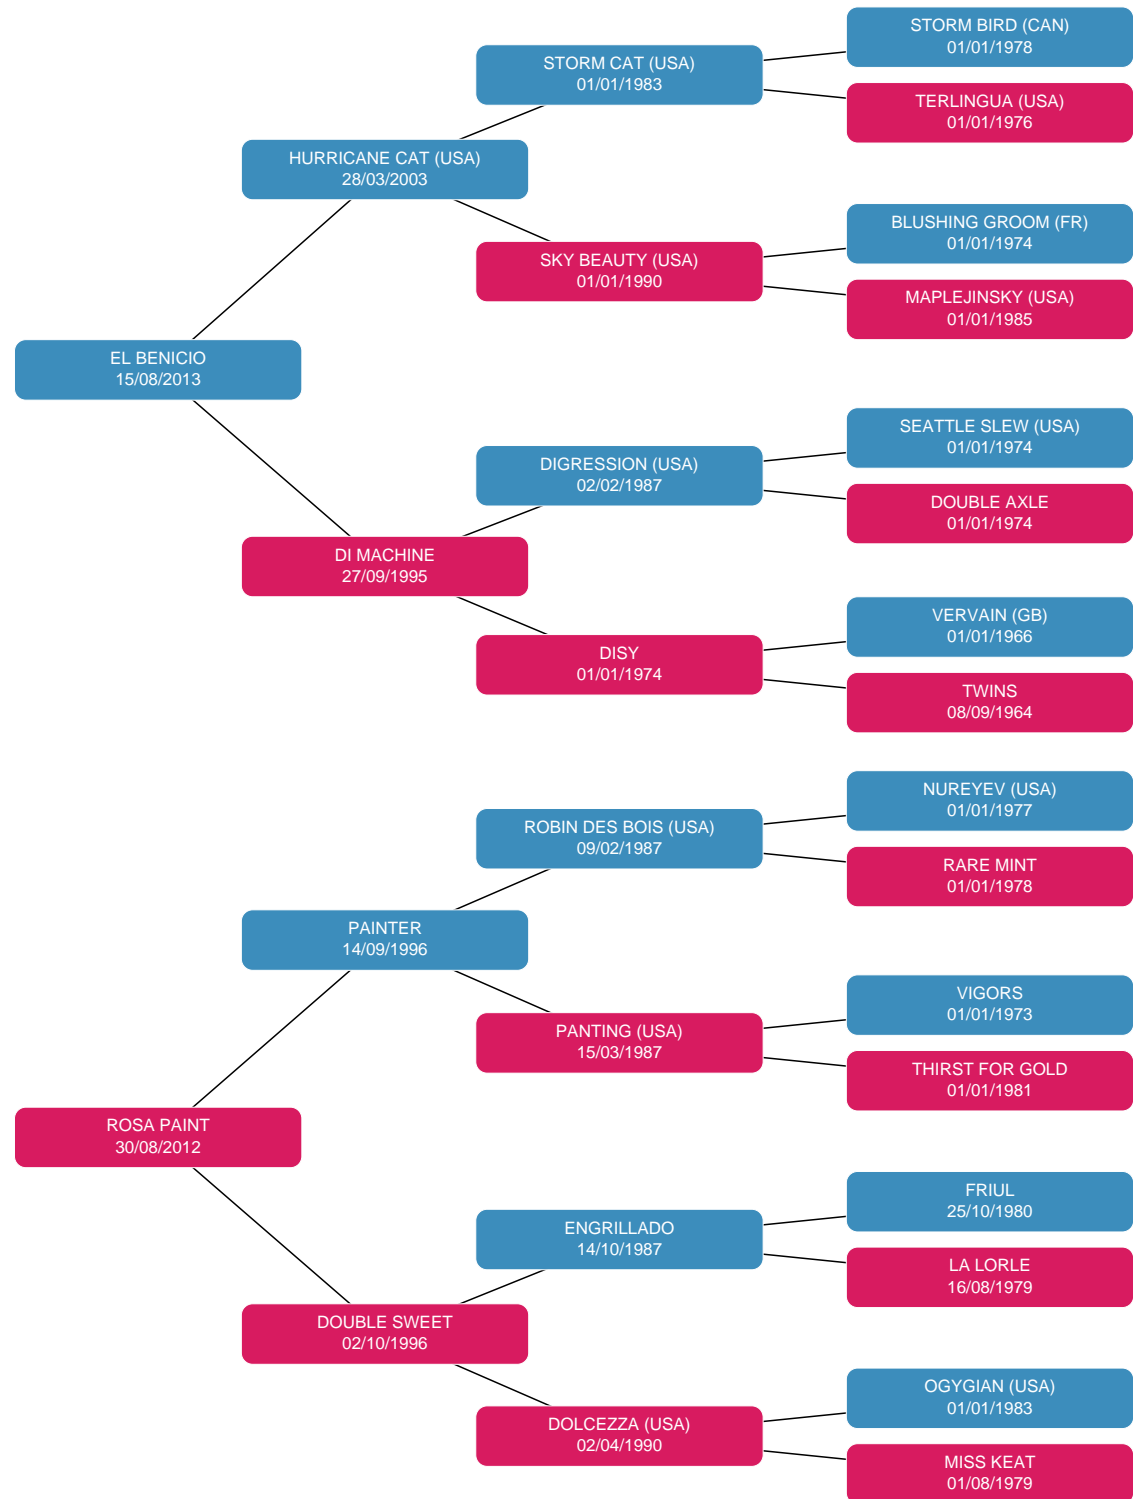 STORM BIRD (CAN)
01/01/1978
STORM CAT (USA)
01/01/1983
TERLINGUA (USA)
01/01/1976
HURRICANE CAT (USA)
28/03/2003
BLUSHING GROOM (FR)
01/01/1974
SKY BEAUTY (USA)
01/01/1990
MAPLEJINSKY (USA)
01/01/1985
EL BENICIO
15/08/2013
SEATTLE SLEW (USA)
01/01/1974
DIGRESSION (USA)
02/02/1987
DOUBLE AXLE
01/01/1974
DI MACHINE
27/09/1995
VERVAIN (GB)
01/01/1966
DISY
01/01/1974
TWINS
08/09/1964
NUREYEV (USA)
01/01/1977
ROBIN DES BOIS (USA)
09/02/1987
RARE MINT
01/01/1978
PAINTER
14/09/1996
VIGORS
01/01/1973
PANTING (USA)
15/03/1987
THIRST FOR GOLD
01/01/1981
ROSA PAINT
30/08/2012
FRIUL
25/10/1980
ENGRILLADO
14/10/1987
LA LORLE
16/08/1979
DOUBLE SWEET
02/10/1996
OGYGIAN (USA)
01/01/1983
DOLCEZZA (USA)
02/04/1990
MISS KEAT
01/08/1979